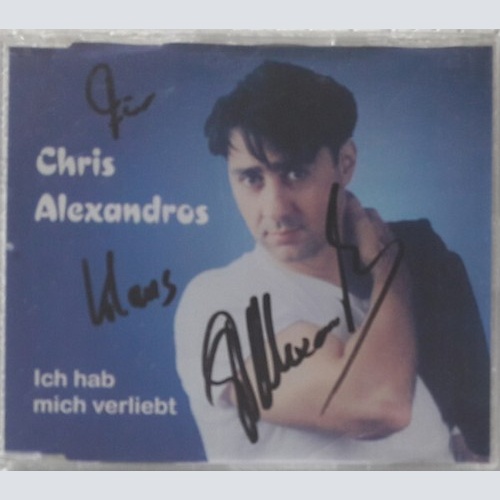 Für
Chris
Alexandros
Klaus
Ich hab
mich verliebt